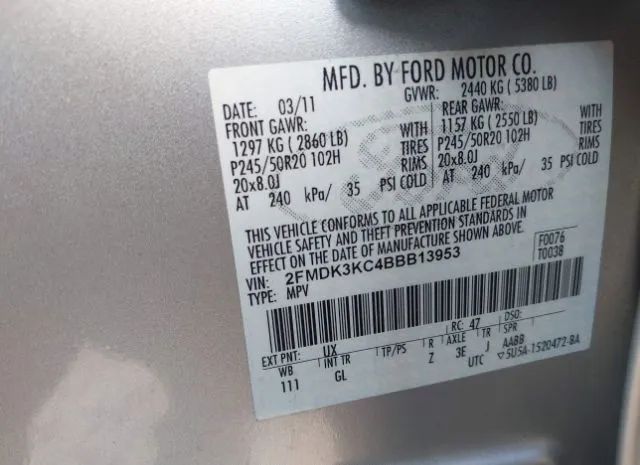 MFD. BY FORD MOTOR CO.
DATE: 03/11 GVWR: 2440 KG ( 5380 LB)
FRONT GAWR: REAR GAWR:
1297 KG ( 2860 LB) WITH 1157 KG ( 2550 LB) WITH
P245/50R20 102H TIRES P245/50R20 102H TIRES
20x8.0J RIMS 20x8.0J RIMS
AT 240 kPa/ 35 PSI COLD AT 240 kPa/ 35 PSI COLD
THIS VEHICLE CONFORMS TO ALL APPLICABLE FEDERAL MOTOR
VEHICLE SAFETY AND THEFT PREVENTION STANDARDS IN
EFFECT ON THE DATE OF MANUFACTURE SHOWN ABOVE.
VIN: 2FMDK3KC4BBB13953 F0076
TYPE: MPV T0038
EXT PNT: UX RC: 47 DSO:
WB INT TR TP/PS R AXLE TR SPR
111 GL Z 3E J AABB
UTC 5U5A-1520472-BA